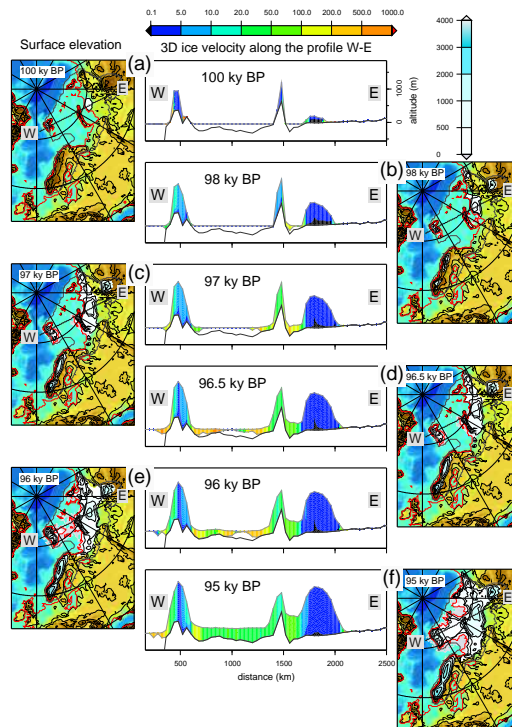 0.1 5.0 10.0 50.0 100.0 200.0 500.0 1000.0
Surface elevation
3D ice velocity along the profile W-E
100 ky BP
W
E
(a)
100 ky BP
W
E
1000
0
altitude (m)
4000
3000
2000
1000
500
0
98 ky BP
W
E
(b)
98 ky BP
W
E
97 ky BP
W
E
(c)
97 ky BP
W
E
96.5 ky BP
W
E
(d)
96.5 ky BP
W
E
96 ky BP
W
E
(e)
96 ky BP
W
E
95 ky BP
W
E
(f)
95 ky BP
W
E
500 1000 1500 2000 2500
distance (km)